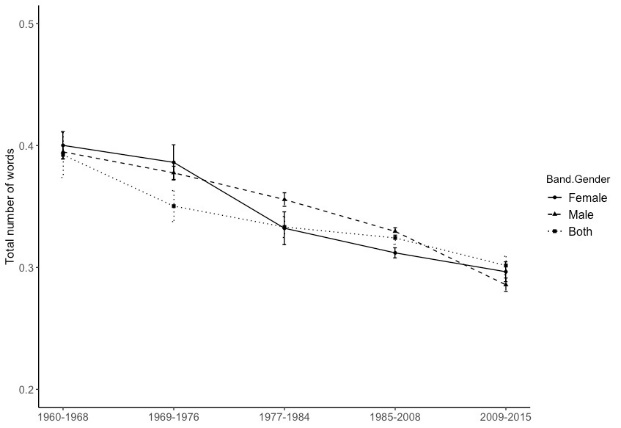 0.5
0.4
0.3
0.2
Total number of words
1960-1968 1969-1976 1977-1984 1985-2008 2009-2015
Band.Gender
Female
Male
Both